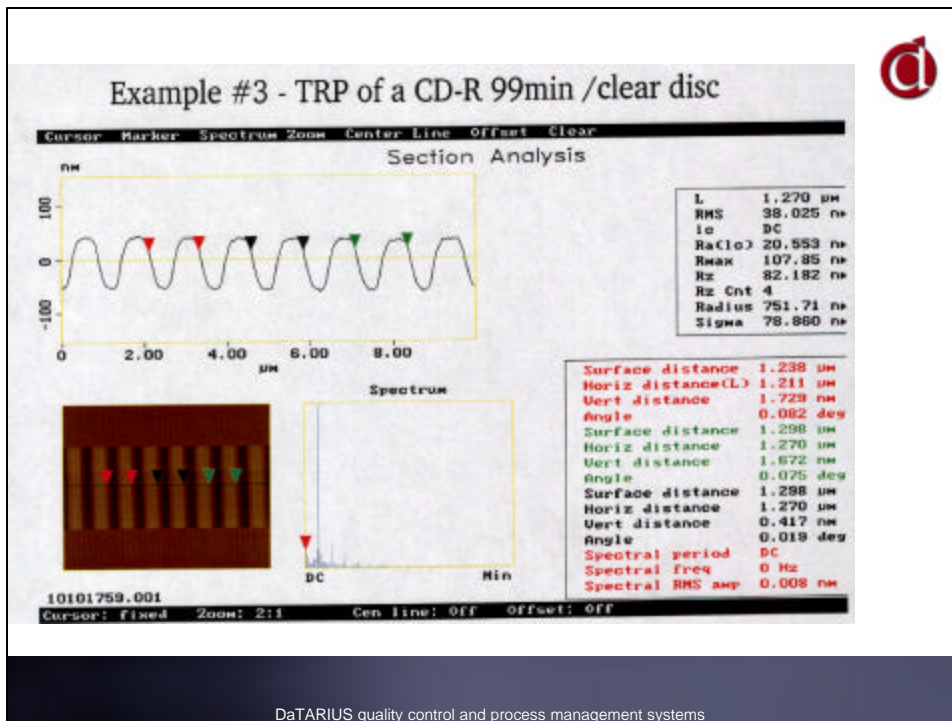 Example #3 - TRP of a CD-R 99min /clear disc
Cursor Marker Spectrum Zoom Center Line Offset Clear
Section Analysis
nM
100
0
-100
0 2.00 4.00 6.00 8.00
µM
L 1.270 µM
RMS 38.025 nM
lc DC
Ra(lc) 20.553 nM
Rmax 107.85 nM
Rz 82.182 nM
Rz Cnt 4
Radius 751.71 nM
Sigma 78.860 nM
Surface distance 1.238 µM
Horiz distance(L) 1.211 µM
Vert distance 1.729 nM
Angle 0.082 deg
Surface distance 1.298 µM
Horiz distance 1.270 µM
Vert distance 1.672 nM
Angle 0.075 deg
Surface distance 1.298 µM
Horiz distance 1.270 µM
Vert distance 0.417 nM
Angle 0.019 deg
Spectral period DC
Spectral freq 0 Hz
Spectral RMS amp 0.008 nM
Spectrum
DC Min
10101759.001
Cursor: fixed Zoom: 2:1 Cen line: Off Offset: Off
DaTARIUS quality control and process management systems